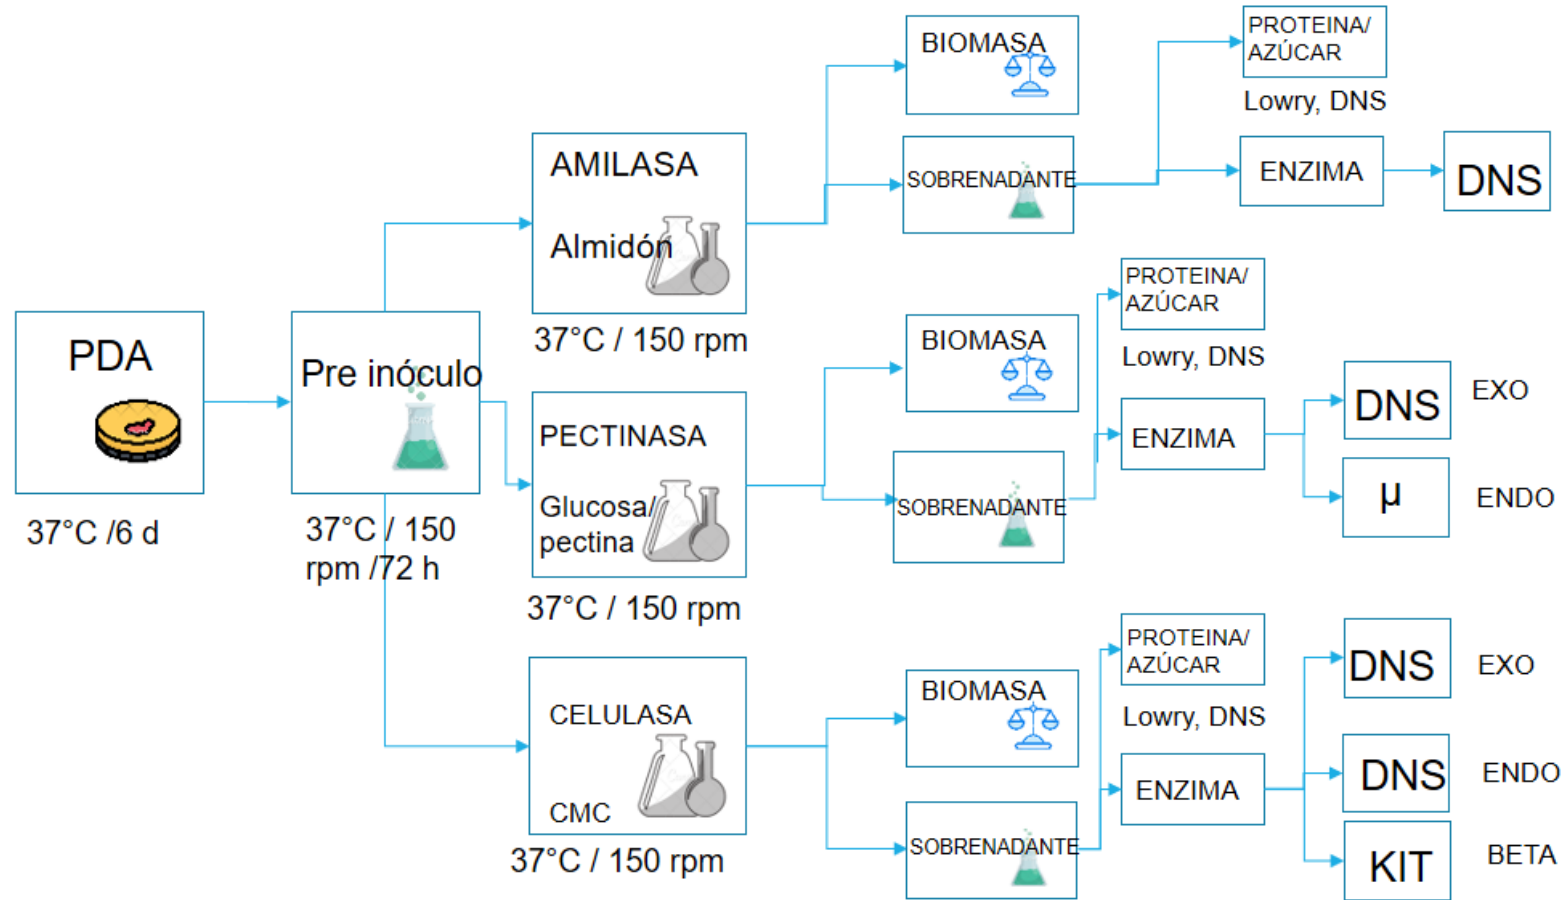 PDA
37°C /6 d
Pre inóculo
37°C / 150
rpm /72 h
AMILASA
Almidón
37°C / 150 rpm
BIOMASA
SOBRENADANTE
PROTEINA/
AZÚCAR
Lowry, DNS
ENZIMA
DNS
PECTINASA
Glucosa/
pectina
37°C / 150 rpm
BIOMASA
SOBRENADANTE
PROTEINA/
AZÚCAR
Lowry, DNS
ENZIMA
DNS
EXO
µ
ENDO
CELULASA
CMC
37°C / 150 rpm
BIOMASA
SOBRENADANTE
PROTEINA/
AZÚCAR
Lowry, DNS
ENZIMA
DNS
EXO
DNS
ENDO
KIT
BETA